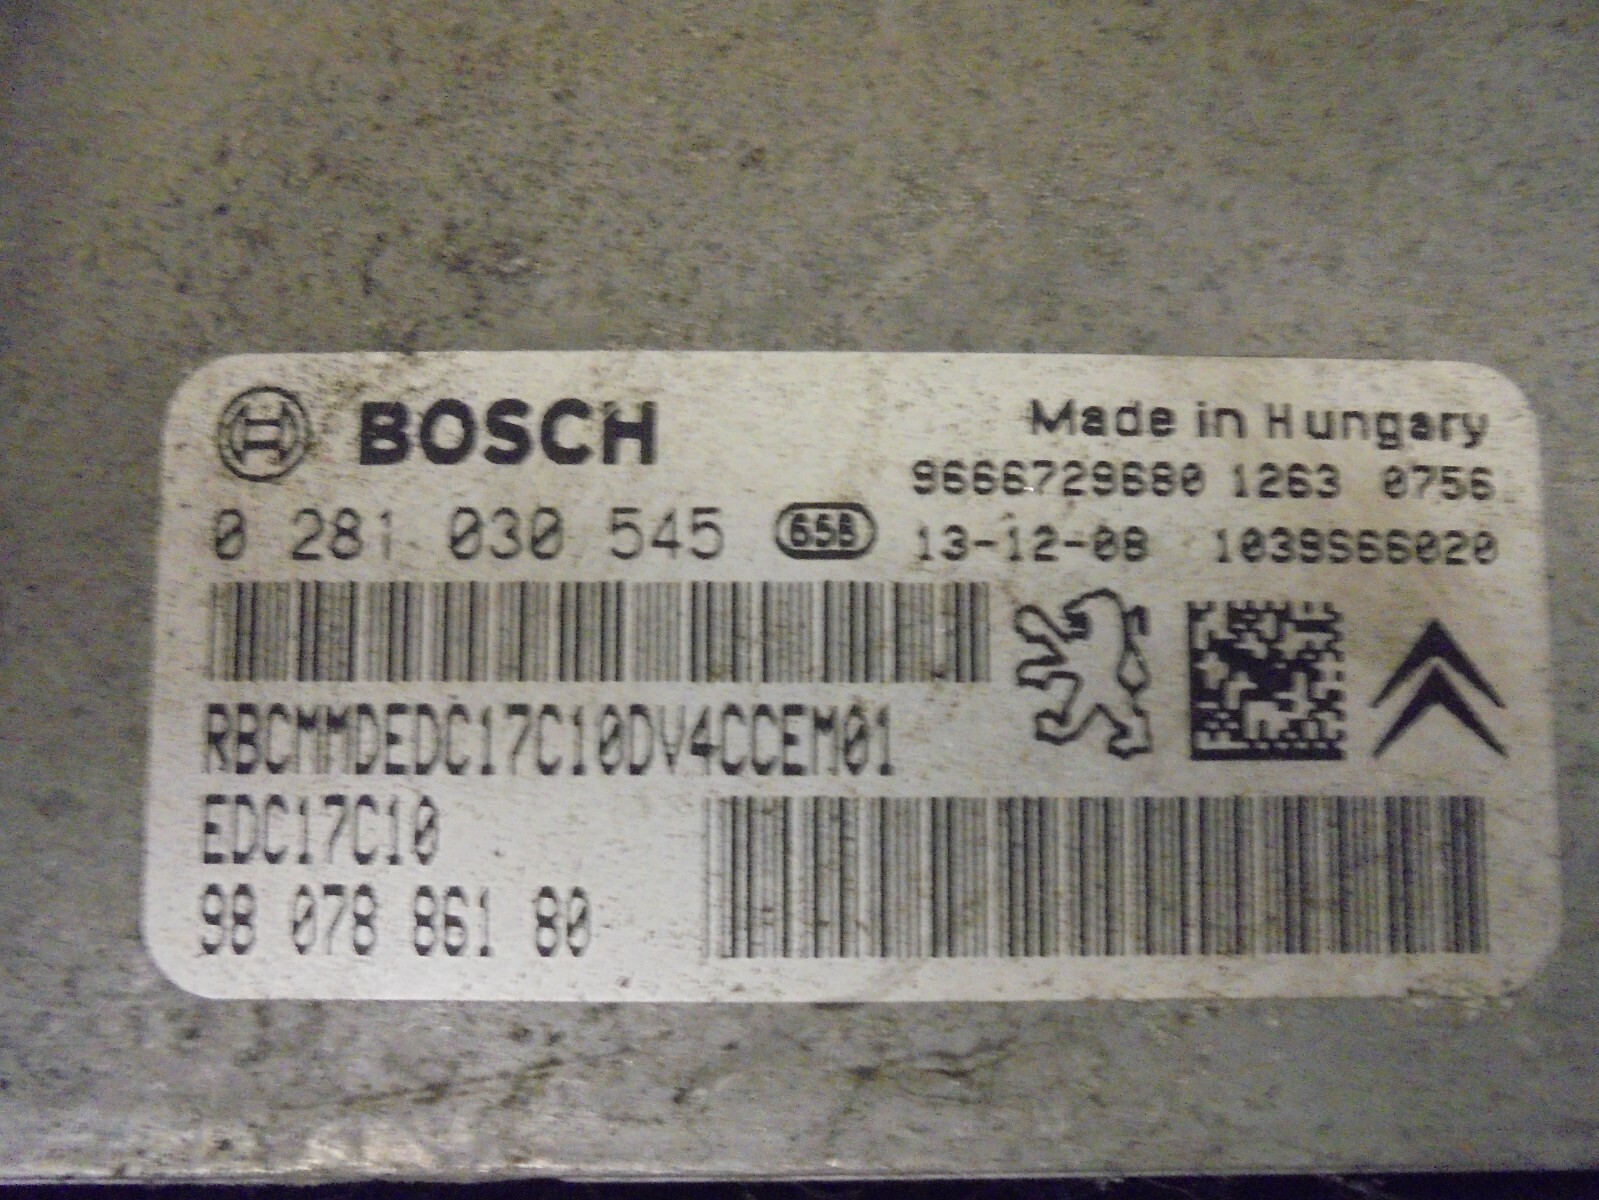 BOSCH
Made in Hungary
9666729680 1263 0756
0 281 030 545 65B
13-12-08 1039S66020
RBCMMDEDC17C10DV4CCEM01
EDC17C10
98 078 861 80